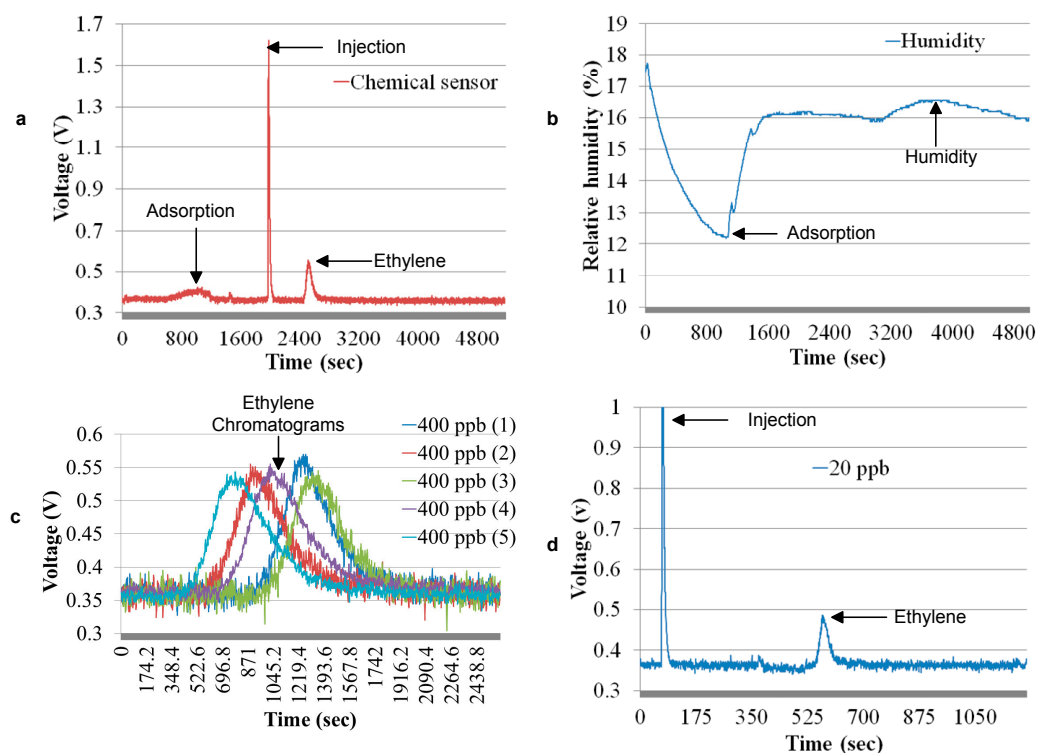 a
1.7
1.5
1.3
1.1
0.9
0.7
0.5
0.3
Voltage (V)
Injection
Chemical sensor
Adsorption
Ethylene
0 800 1600 2400 3200 4000 4800
Time (sec)
b
18
17
16
15
14
13
12
11
10
Relative humidity (%)
Humidity
Humidity
Adsorption
0 800 1600 2400 3200 4000 4800
Time (sec)
c
0.6
0.55
0.5
0.45
0.4
0.35
0.3
Voltage (V)
Ethylene
Chromatograms
400 ppb (1)
400 ppb (2)
400 ppb (3)
400 ppb (4)
400 ppb (5)
0 174.2 348.4 522.6 696.8 871 1045.2 1219.4 1393.6 1567.8 1742 1916.2 2090.4 2264.6 2438.8
Time (sec)
d
1
0.9
0.8
0.7
0.6
0.5
0.4
0.3
Voltage (v)
Injection
20 ppb
Ethylene
0 175 350 525 700 875 1050
Time (sec)